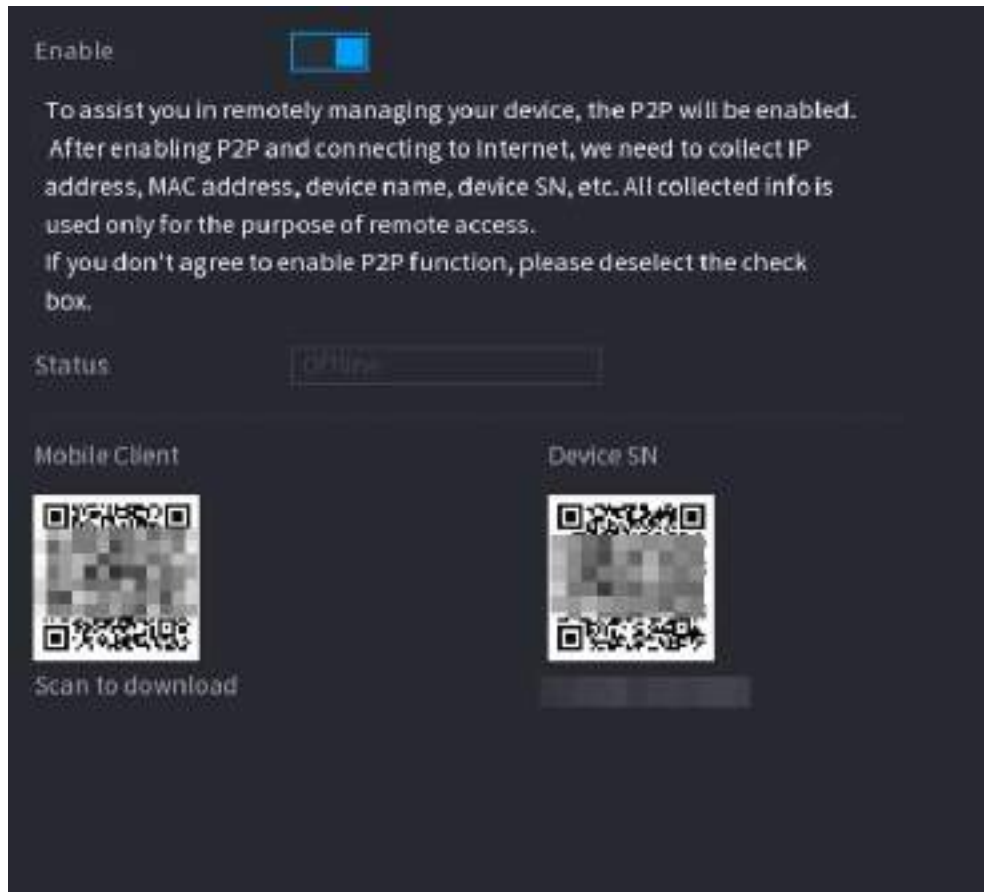 Enable
To assist you in remotely managing your device, the P2P will be enabled.
After enabling P2P and connecting to Internet, we need to collect IP
address, MAC address, device name, device SN, etc. All collected info is
used only for the purpose of remote access.
If you don't agree to enable P2P function, please deselect the check
box.
Status
Offline
Mobile Client
Device SN
Scan to download